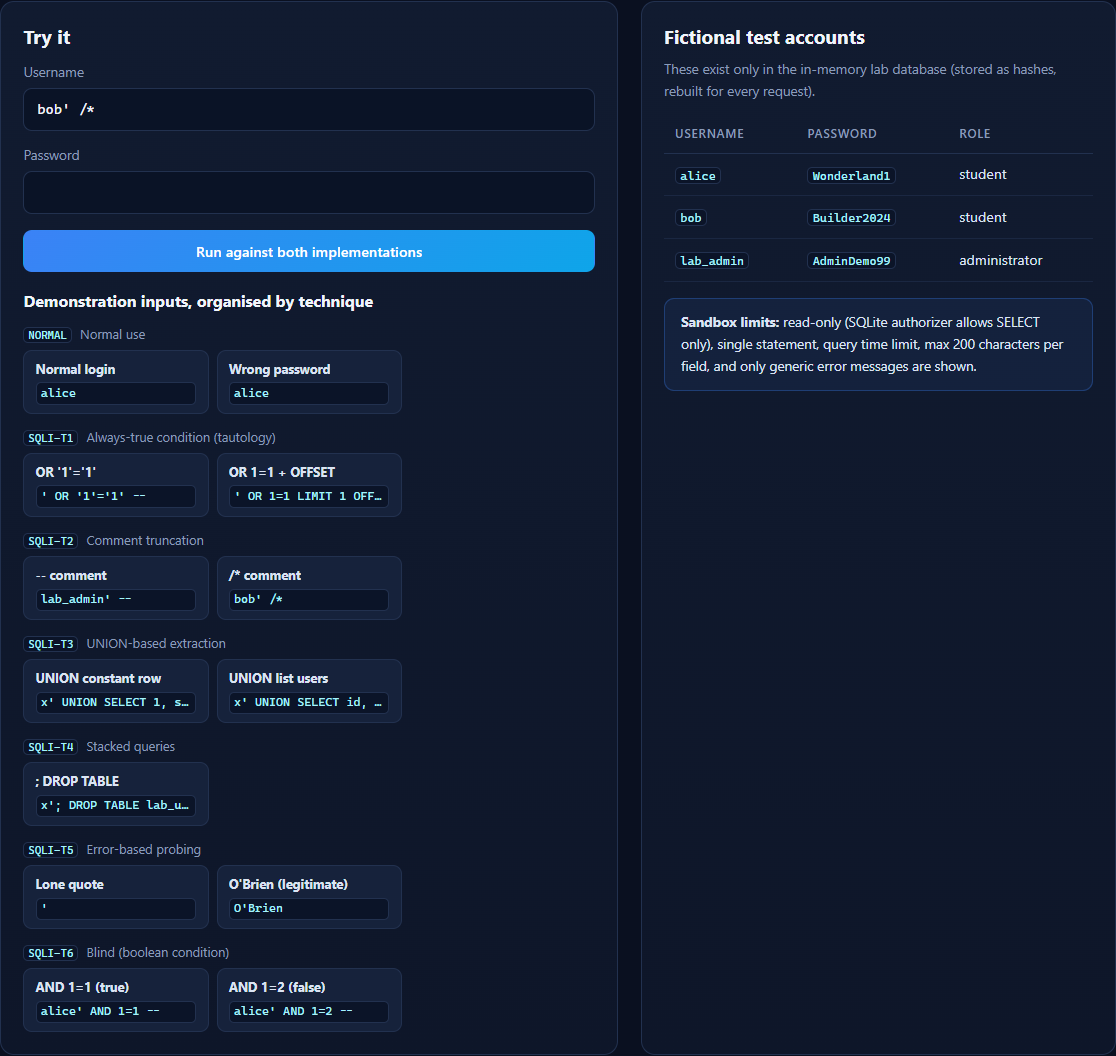 Try it
Username
bob' /*
Password
Run against both implementations
Demonstration inputs, organised by technique
NORMAL Normal use
Normal login
alice
Wrong password
alice
SQLI-T1 Always-true condition (tautology)
OR '1'='1'
' OR '1'='1' --
OR 1=1 + OFFSET
' OR 1=1 LIMIT 1 OFF…
SQLI-T2 Comment truncation
-- comment
lab_admin' --
/* comment
bob' /*
SQLI-T3 UNION-based extraction
UNION constant row
x' UNION SELECT 1, s…
UNION list users
x' UNION SELECT id, …
SQLI-T4 Stacked queries
; DROP TABLE
x'; DROP TABLE lab_u…
SQLI-T5 Error-based probing
Lone quote
'
O'Brien (legitimate)
O'Brien
SQLI-T6 Blind (boolean condition)
AND 1=1 (true)
alice' AND 1=1 --
AND 1=2 (false)
alice' AND 1=2 --
Fictional test accounts
These exist only in the in-memory lab database (stored as hashes,
rebuilt for every request).
USERNAME PASSWORD ROLE
alice Wonderland1 student
bob Builder2024 student
lab_admin AdminDemo99 administrator
Sandbox limits: read-only (SQLite authorizer allows SELECT
only), single statement, query time limit, max 200 characters per
field, and only generic error messages are shown.